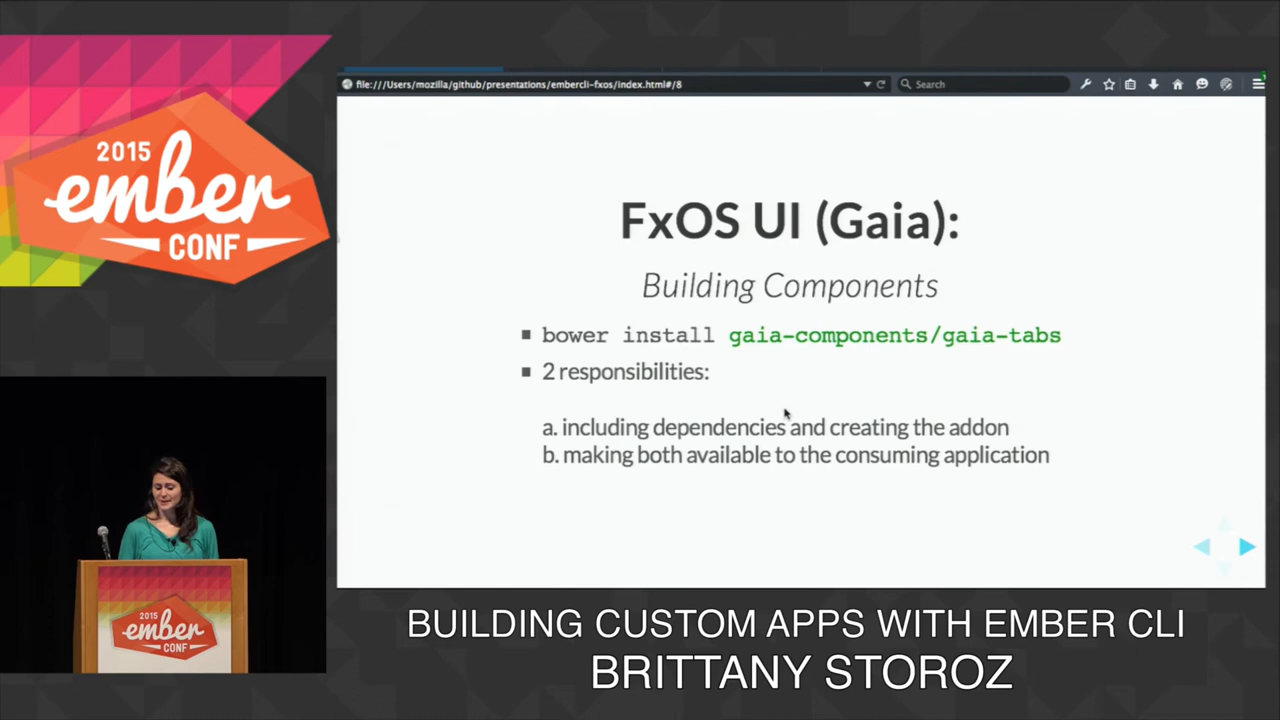 2015
ember
CONF
file:///Users/mozilla/github/presentations/embercli-fxos/index.html#/8
Search
FxOS UI (Gaia):
Building Components
bower install gaia-components/gaia-tabs
2 responsibilities:
a. including dependencies and creating the addon
b. making both available to the consuming application
2015
ember
CONF
BUILDING CUSTOM APPS WITH EMBER CLI
BRITTANY STOROZ